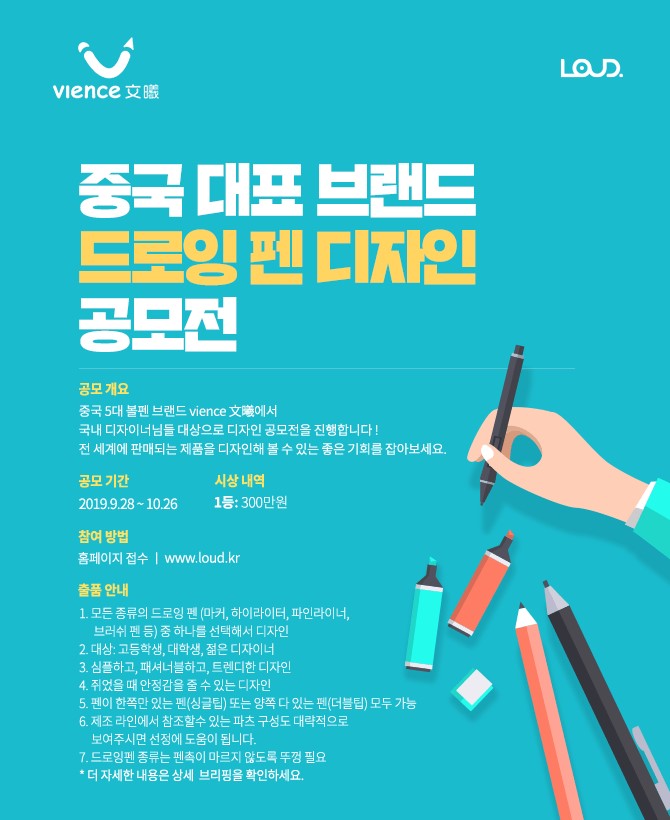 vience 文曦
LOUD.
중국 대표 브랜드
드로잉 펜 디자인
공모전
공모 개요
중국 5대 볼펜 브랜드 vience 文曦에서
국내 디자이너님들 대상으로 디자인 공모전을 진행합니다 !
전 세계에 판매되는 제품을 디자인해 볼 수 있는 좋은 기회를 잡아보세요.
공모 기간
2019.9.28 ~ 10.26
시상 내역
1등: 300만원
참여 방법
홈페이지 접수 ㅣ www.loud.kr
출품 안내
1. 모든 종류의 드로잉 펜 (마커, 하이라이터, 파인라이너,
브러쉬 펜 등) 중 하나를 선택해서 디자인
2. 대상: 고등학생, 대학생, 젊은 디자이너
3. 심플하고, 패셔너블하고, 트렌디한 디자인
4. 쥐었을 때 안정감을 줄 수 있는 디자인
5. 펜이 한쪽만 있는 펜(싱글팁) 또는 양쪽 다 있는 펜(더블팁) 모두 가능
6. 제조 라인에서 참조할수 있는 파츠 구성도 대략적으로
보여주시면 선정에 도움이 됩니다.
7. 드로잉펜 종류는 펜촉이 마르지 않도록 뚜껑 필요
* 더 자세한 내용은 상세 브리핑을 확인하세요.